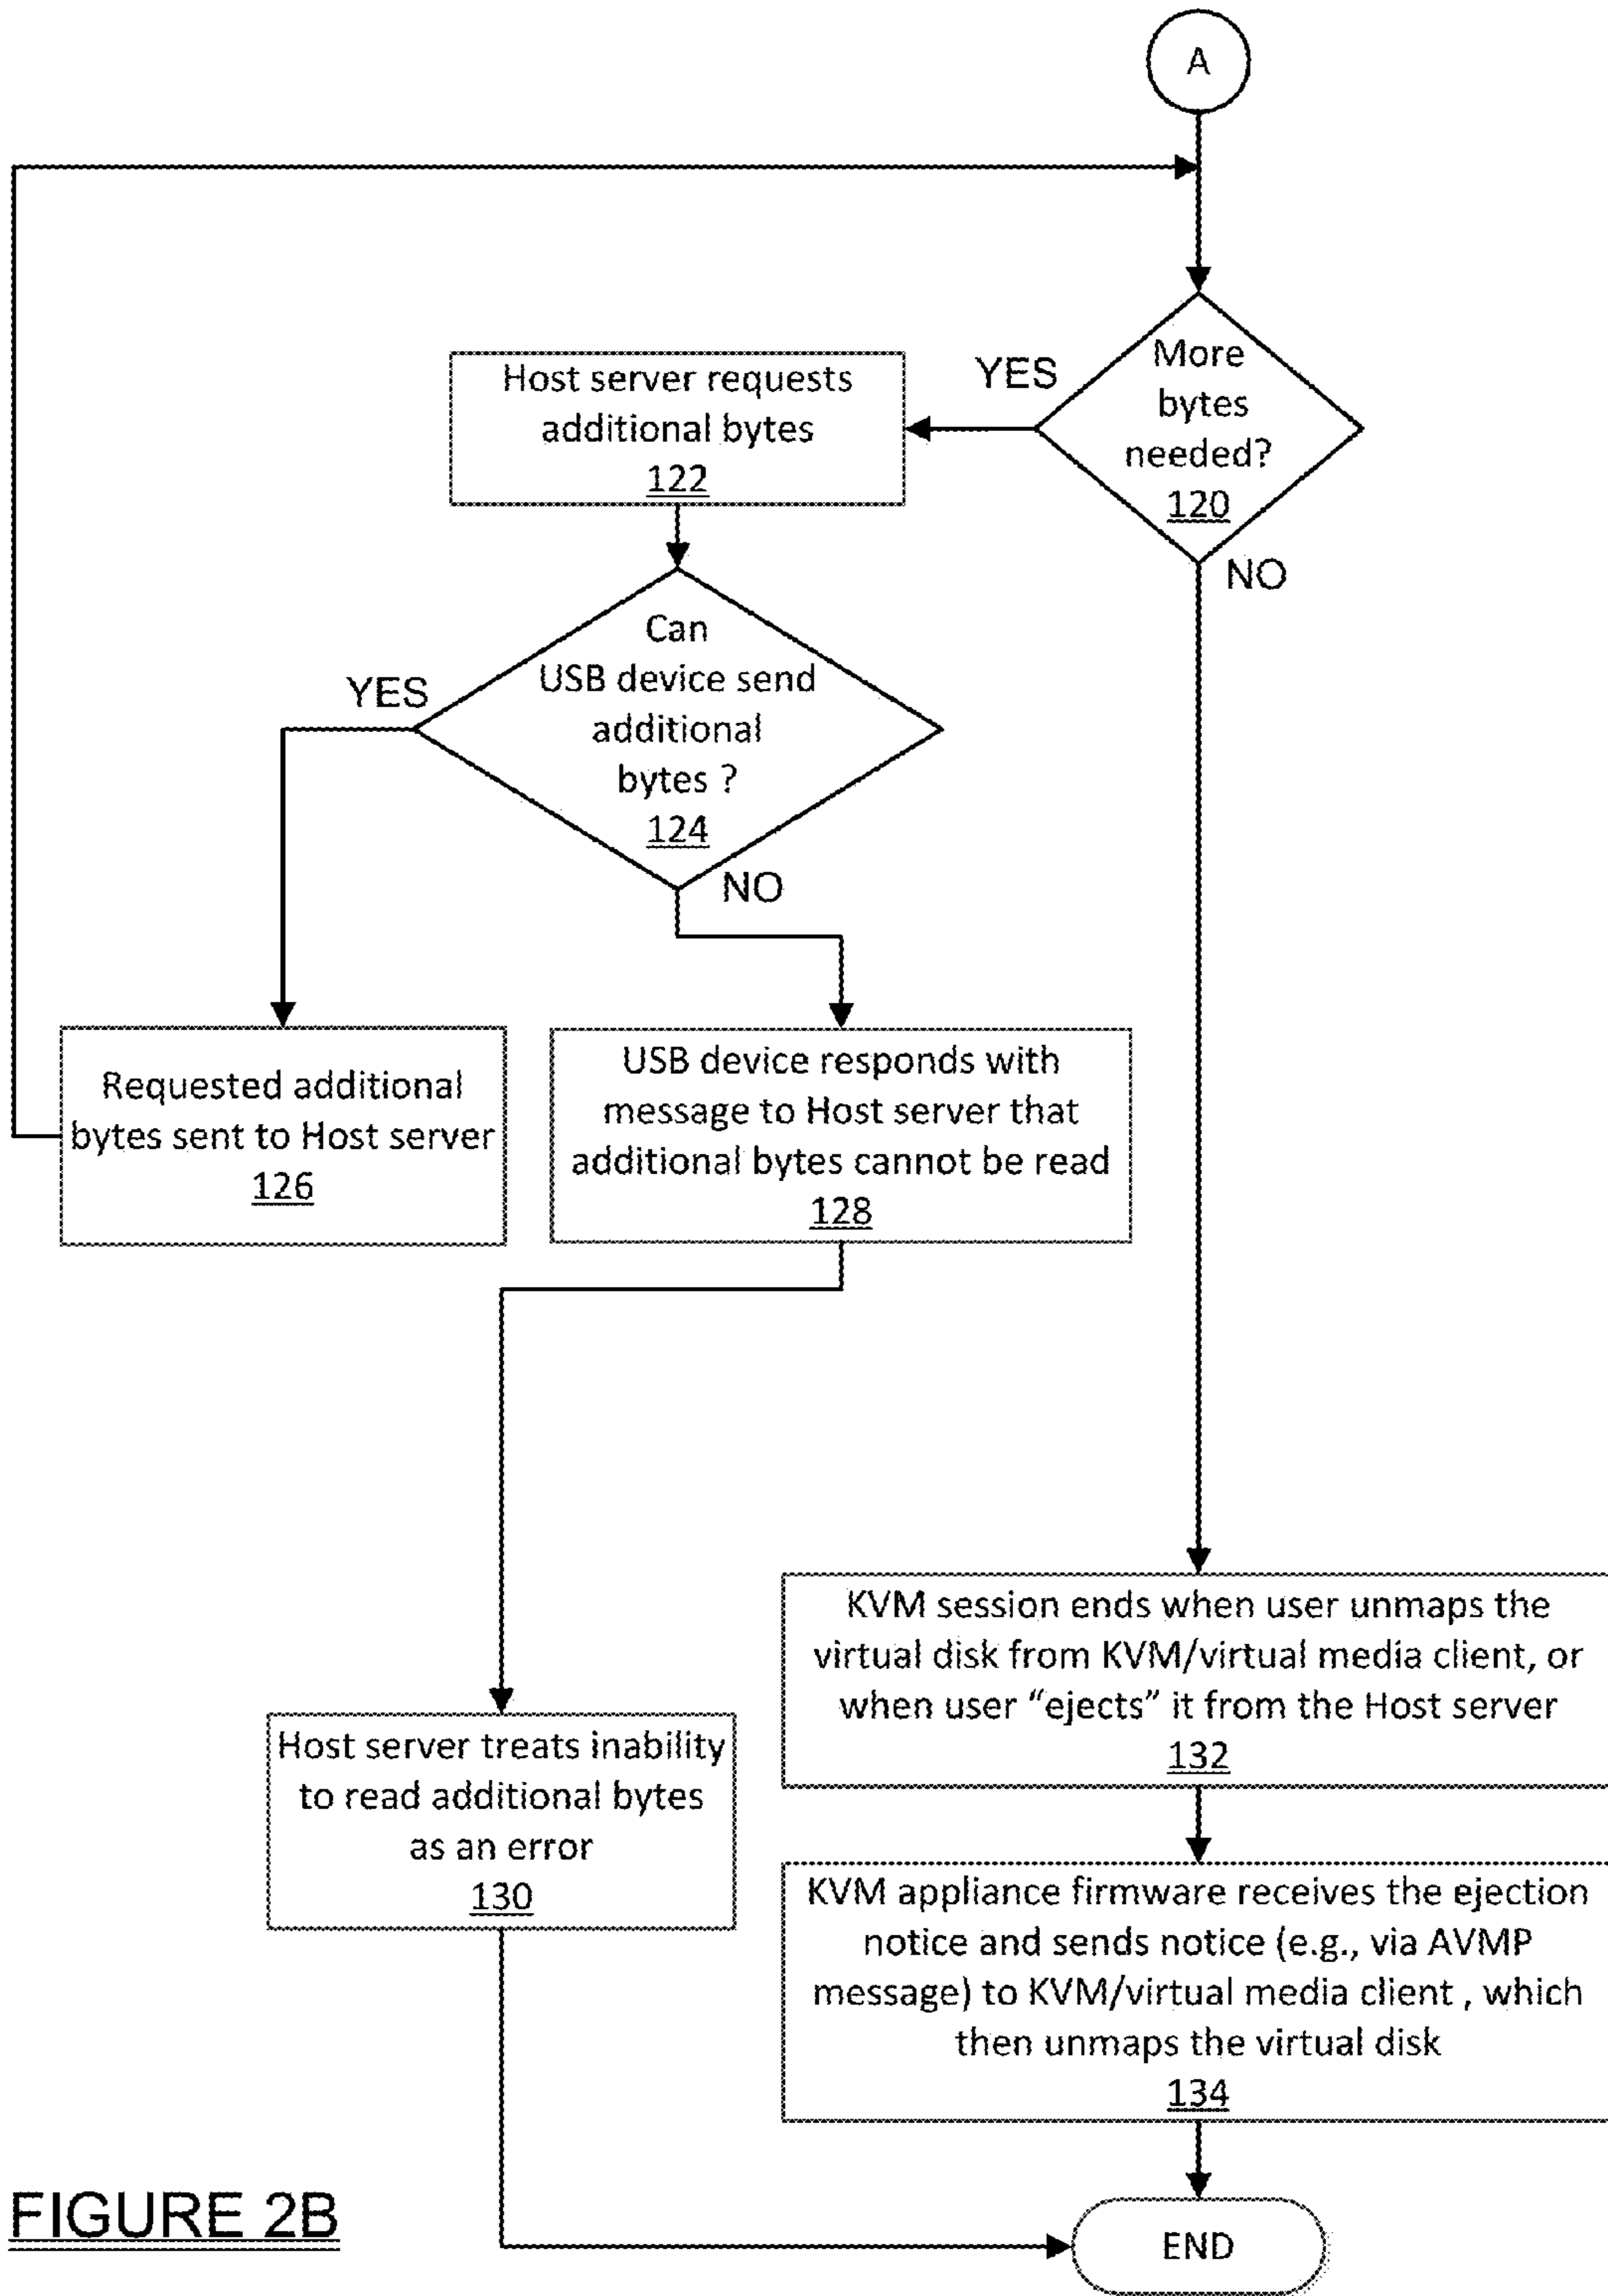 A
More
bytes
needed?
120
YES
NO
Host server requests
additional bytes
122
Can
USB device send
additional
bytes ?
124
YES
NO
Requested additional
bytes sent to Host server
126
USB device responds with
message to Host server that
additional bytes cannot be read
128
Host server treats inability
to read additional bytes
as an error
130
KVM session ends when user unmaps the
virtual disk from KVM/virtual media client, or
when user “ejects” it from the Host server
132
KVM appliance firmware receives the ejection
notice and sends notice (e.g., via AVMP
message) to KVM/virtual media client , which
then unmaps the virtual disk
134
END
FIGURE 2B